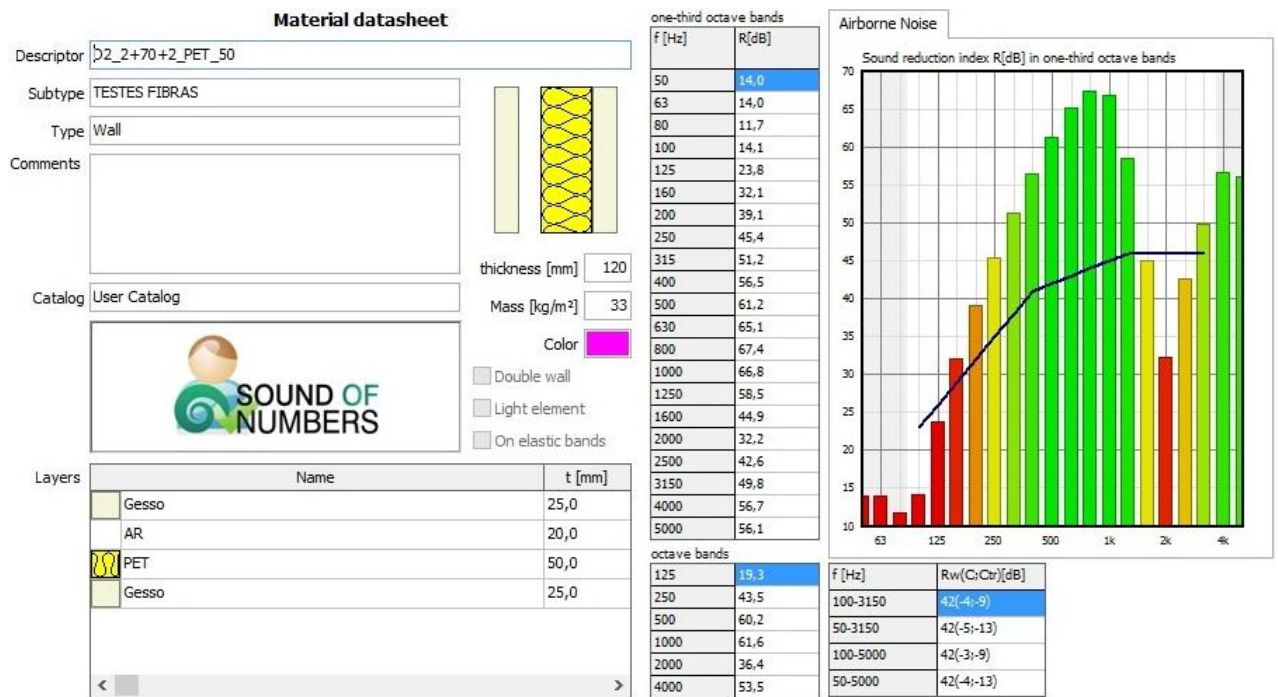 Material datasheet
Descriptor D2_2+70+2_PET_50
Subtype TESTES FIBRAS
Type Wall
Comments
thickness [mm] 120
Catalog User Catalog
Mass [kg/m²] 33
Color
SOUND OF
NUMBERS
Double wall
Light element
On elastic bands
Layers Name t [mm]
Gesso 25,0
AR 20,0
PET 50,0
Gesso 25,0
< >
one-third octave bands
f [Hz] R[dB]
50 14,0
63 14,0
80 11,7
100 14,1
125 23,8
160 32,1
200 39,1
250 45,4
315 51,2
400 56,5
500 61,2
630 65,1
800 67,4
1000 66,8
1250 58,5
1600 44,9
2000 32,2
2500 42,6
3150 49,8
4000 56,7
5000 56,1
octave bands
125 19,3
250 43,5
500 60,2
1000 61,6
2000 36,4
4000 53,5
Airborne Noise
Sound reduction index R[dB] in one-third octave bands
70
65
60
55
50
45
40
35
30
25
20
15
10
63 125 250 500 1k 2k 4k
f [Hz] Rw(C;Ctr)[dB]
100-3150 42(-4;-9)
50-3150 42(-5;-13)
100-5000 42(-3;-9)
50-5000 42(-4;-13)